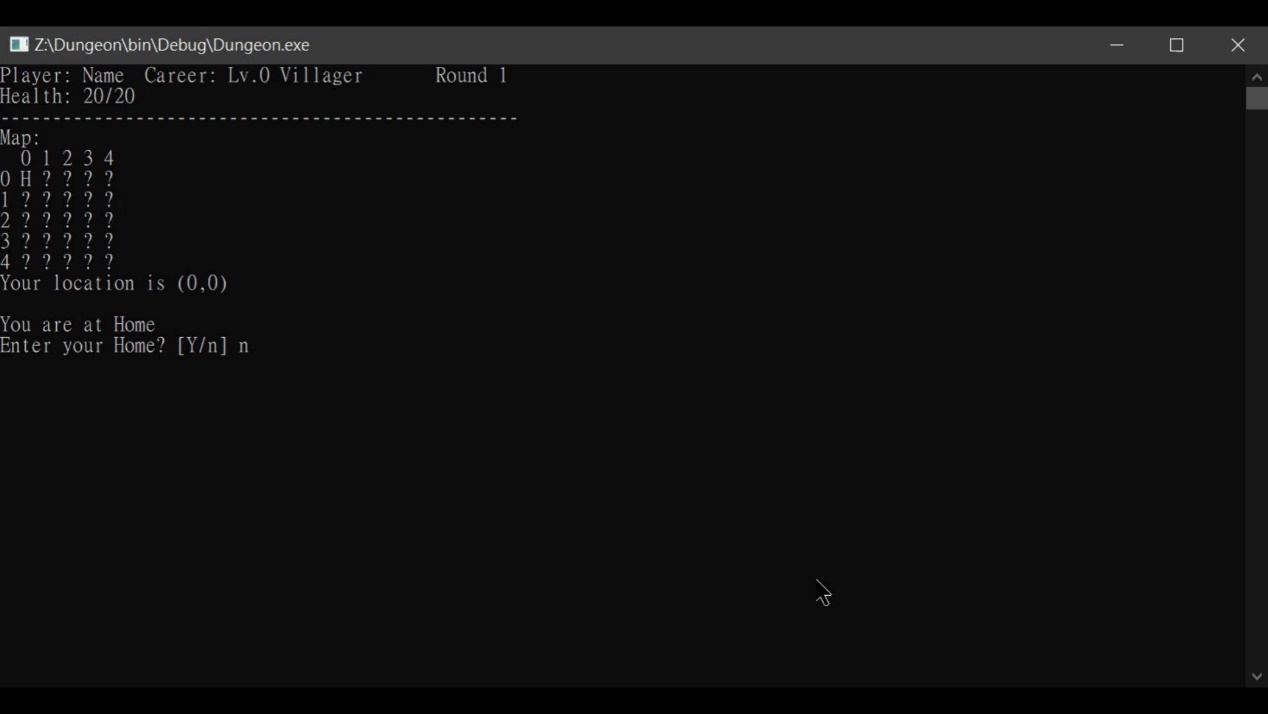 Z:\Dungeon\bin\Debug\Dungeon.exe
Player: Name  Career: Lv.0 Villager       Round 1
Health: 20/20
--------------------------------------------------
Map:
  0 1 2 3 4
0 H ? ? ? ?
1 ? ? ? ? ?
2 ? ? ? ? ?
3 ? ? ? ? ?
4 ? ? ? ? ?
Your location is (0,0)
You are at Home
Enter your Home? [Y/n] n